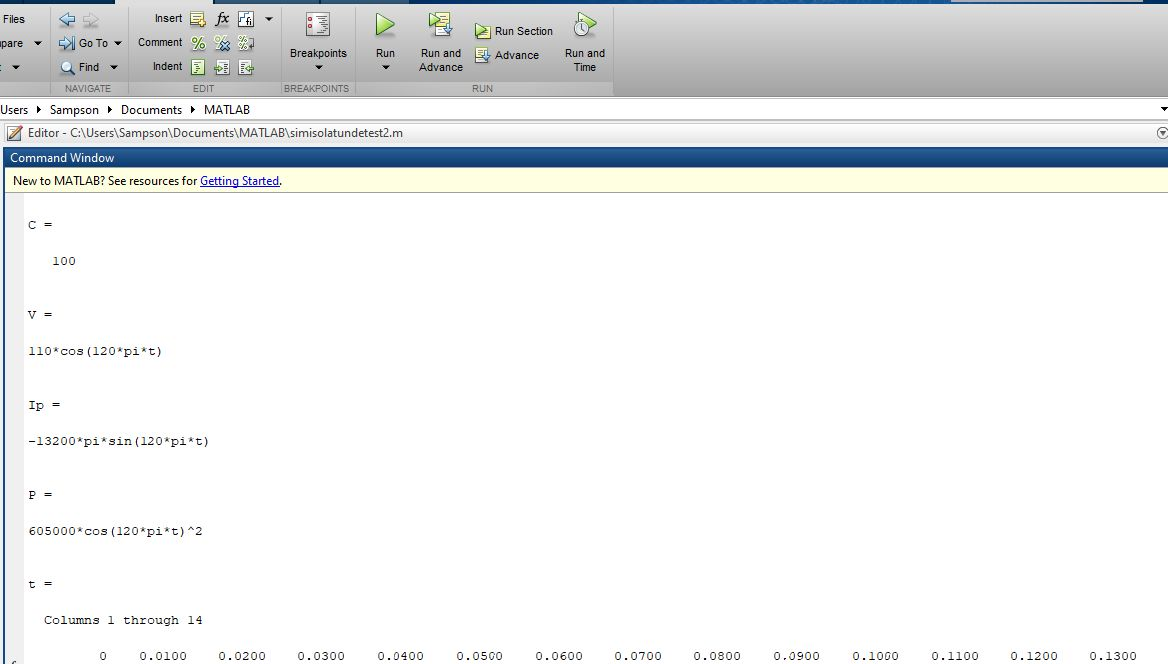 Files Insert fx
pare Go To Comment Breakpoints Run Run and Advance Run Section Run and Time
Find Indent Advance
NAVIGATE EDIT BREAKPOINTS RUN
Users Sampson Documents MATLAB
Editor - C:\Users\Sampson\Documents\MATLAB\simisolatundetest2.m
Command Window
New to MATLAB? See resources for Getting Started.
C =
100
V =
110*cos(120*pi*t)
Ip =
-13200*pi*sin(120*pi*t)
P =
605000*cos(120*pi*t)^2
t =
Columns 1 through 14
0 0.0100 0.0200 0.0300 0.0400 0.0500 0.0600 0.0700 0.0800 0.0900 0.1000 0.1100 0.1200 0.1300